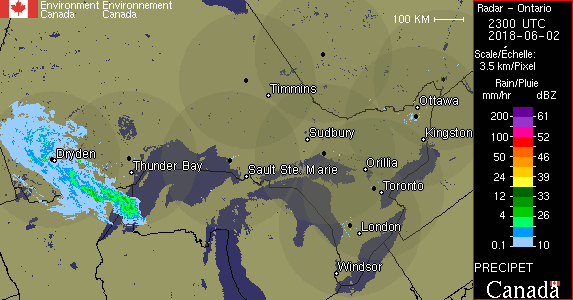 Environment Environnement
Canada Canada
100 KM
Timmins
Ottawa
Sudbury
Kingston
Dryden
Thunder Bay
Sault Ste. Marie
Orillia
Toronto
London
Windsor
Radar - Ontario
2300 UTC
2018-06-02
Scale/Échelle:
3.5 km/Pixel
Rain/Pluie
mm/hr dBZ
200 61
100 52
50 46
24 39
12 33
4 26
0.1 10
PRECIPET
Canada